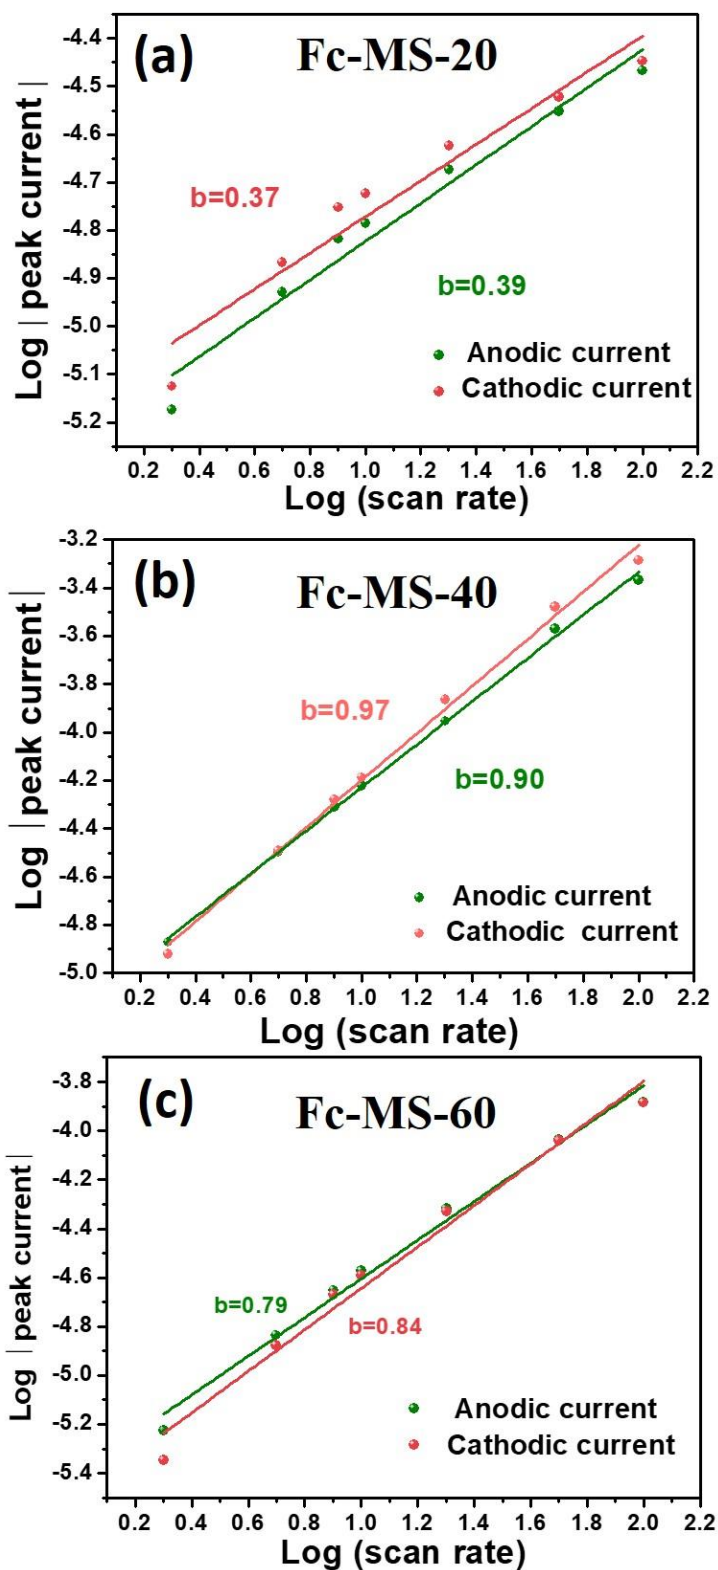 (a) Fc-MS-20
Log | peak current |
-4.4
-4.5
-4.6
-4.7
-4.8
-4.9
-5.0
-5.1
-5.2
b=0.37
b=0.39
Anodic current
Cathodic current
0.2 0.4 0.6 0.8 1.0 1.2 1.4 1.6 1.8 2.0 2.2
Log (scan rate)
(b) Fc-MS-40
Log |peak current|
-3.2
-3.4
-3.6
-3.8
-4.0
-4.2
-4.4
-4.6
-4.8
-5.0
b=0.97
b=0.90
Anodic current
Cathodic current
0.2 0.4 0.6 0.8 1.0 1.2 1.4 1.6 1.8 2.0 2.2
Log (scan rate)
(c) Fc-MS-60
Log |peak current|
-3.8
-4.0
-4.2
-4.4
-4.6
-4.8
-5.0
-5.2
-5.4
b=0.79
b=0.84
Anodic current
Cathodic current
0.2 0.4 0.6 0.8 1.0 1.2 1.4 1.6 1.8 2.0 2.2
Log (scan rate)